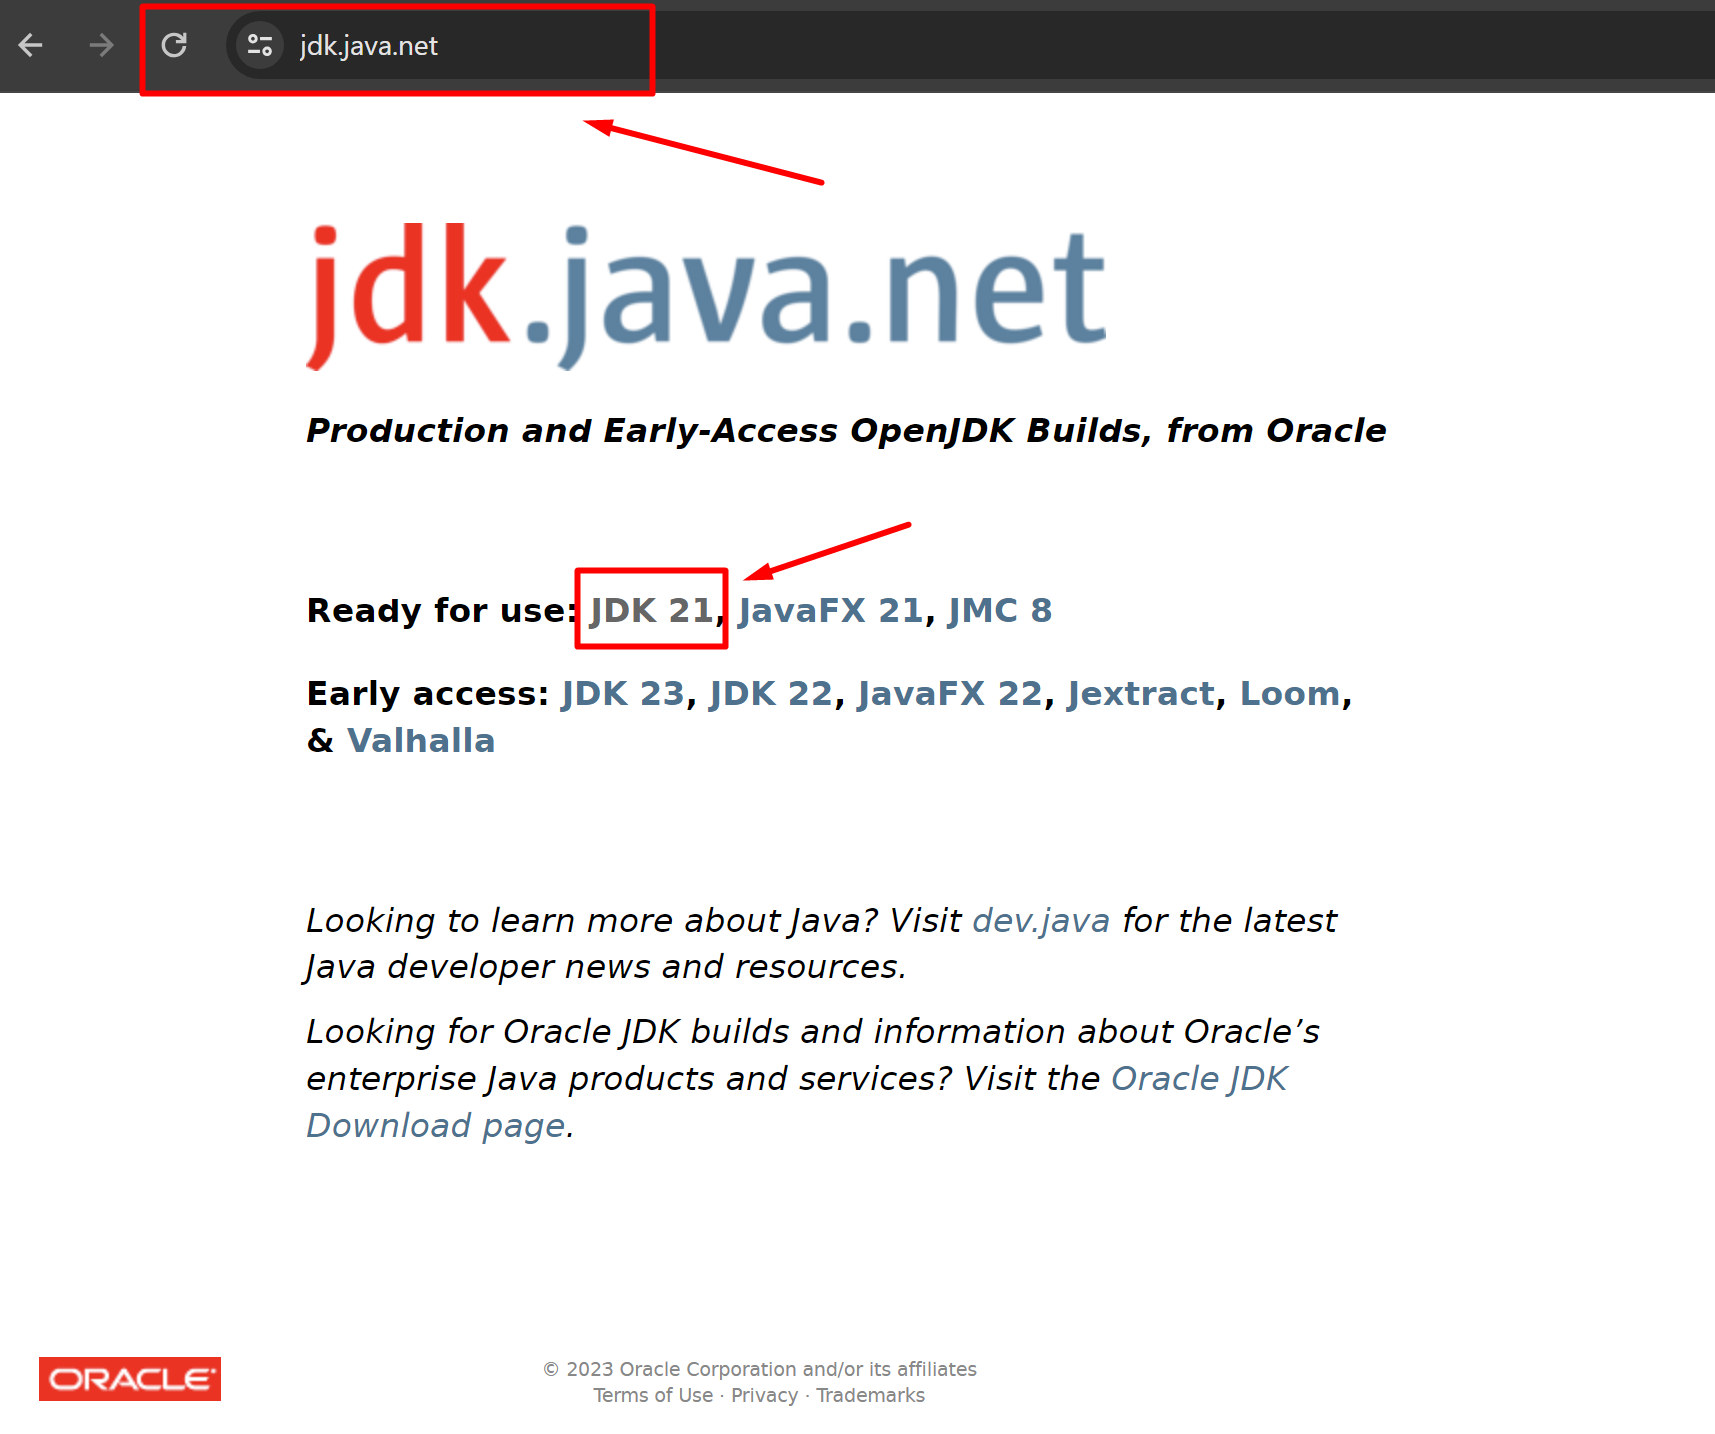 jdk.java.net
jdk.java.net
Production and Early-Access OpenJDK Builds, from Oracle
Ready for use: JDK 21, JavaFX 21, JMC 8
Early access: JDK 23, JDK 22, JavaFX 22, Jextract, Loom,
& Valhalla
Looking to learn more about Java? Visit dev.java for the latest
Java developer news and resources.
Looking for Oracle JDK builds and information about Oracle’s
enterprise Java products and services? Visit the Oracle JDK
Download page.
ORACLE
© 2023 Oracle Corporation and/or its affiliates
Terms of Use · Privacy · Trademarks